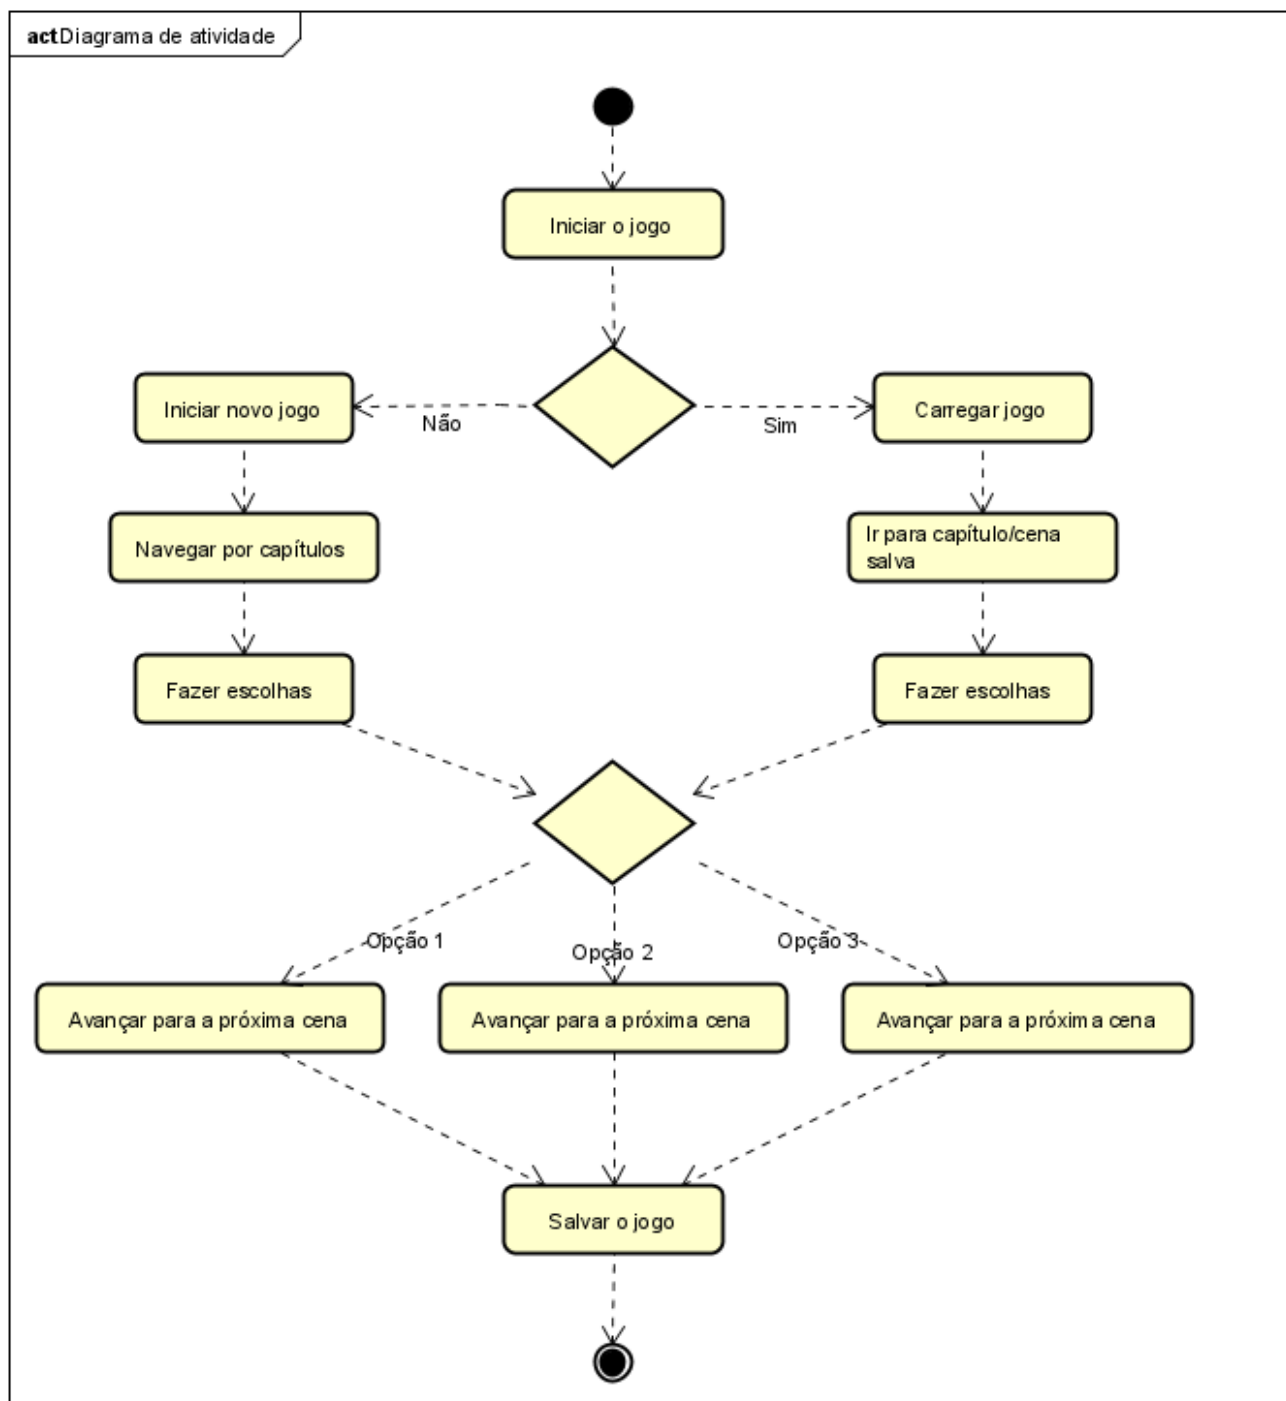 actDiagrama de atividade
Iniciar o jogo
Iniciar novo jogo
Não
Sim
Carregar jogo
Navegar por capítulos
Ir para capítulo/cena
salva
Fazer escolhas
Fazer escolhas
Opção 1
Opção 2
Opção 3
Avançar para a próxima cena
Avançar para a próxima cena
Avançar para a próxima cena
Salvar o jogo